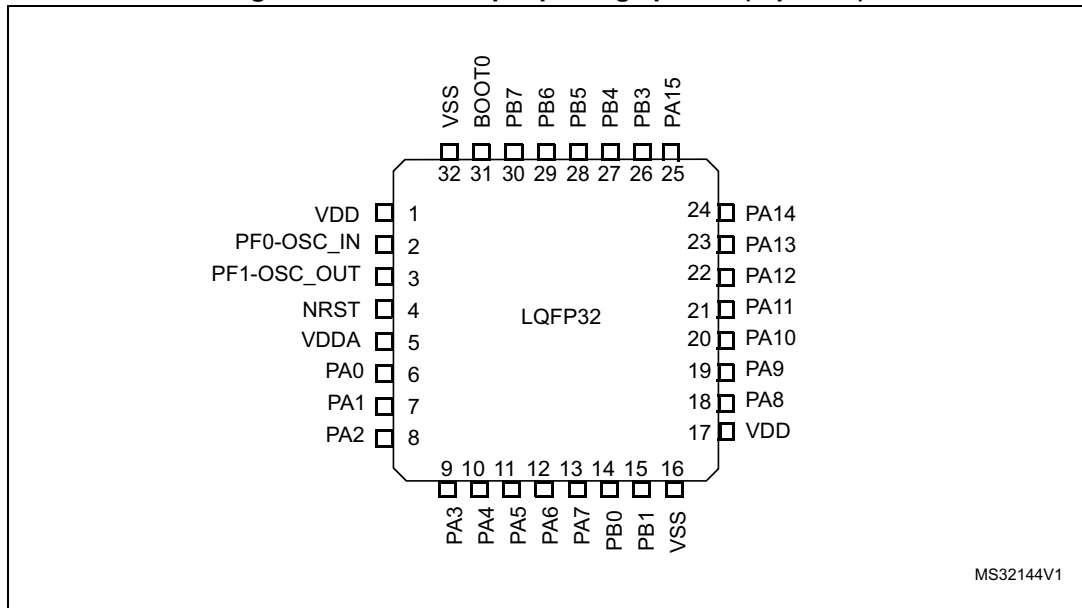 VSS
BOOT0
PB7
PB6
PB5
PB4
PB3
PA15
32 31 30 29 28 27 26 25
VDD 1
PF0-OSC_IN 2
PF1-OSC_OUT 3
NRST 4
VDDA 5
PA0 6
PA1 7
PA2 8
LQFP32
24 PA14
23 PA13
22 PA12
21 PA11
20 PA10
19 PA9
18 PA8
17 VDD
9 10 11 12 13 14 15 16
PA3
PA4
PA5
PA6
PA7
PB0
PB1
VSS
MS32144V1